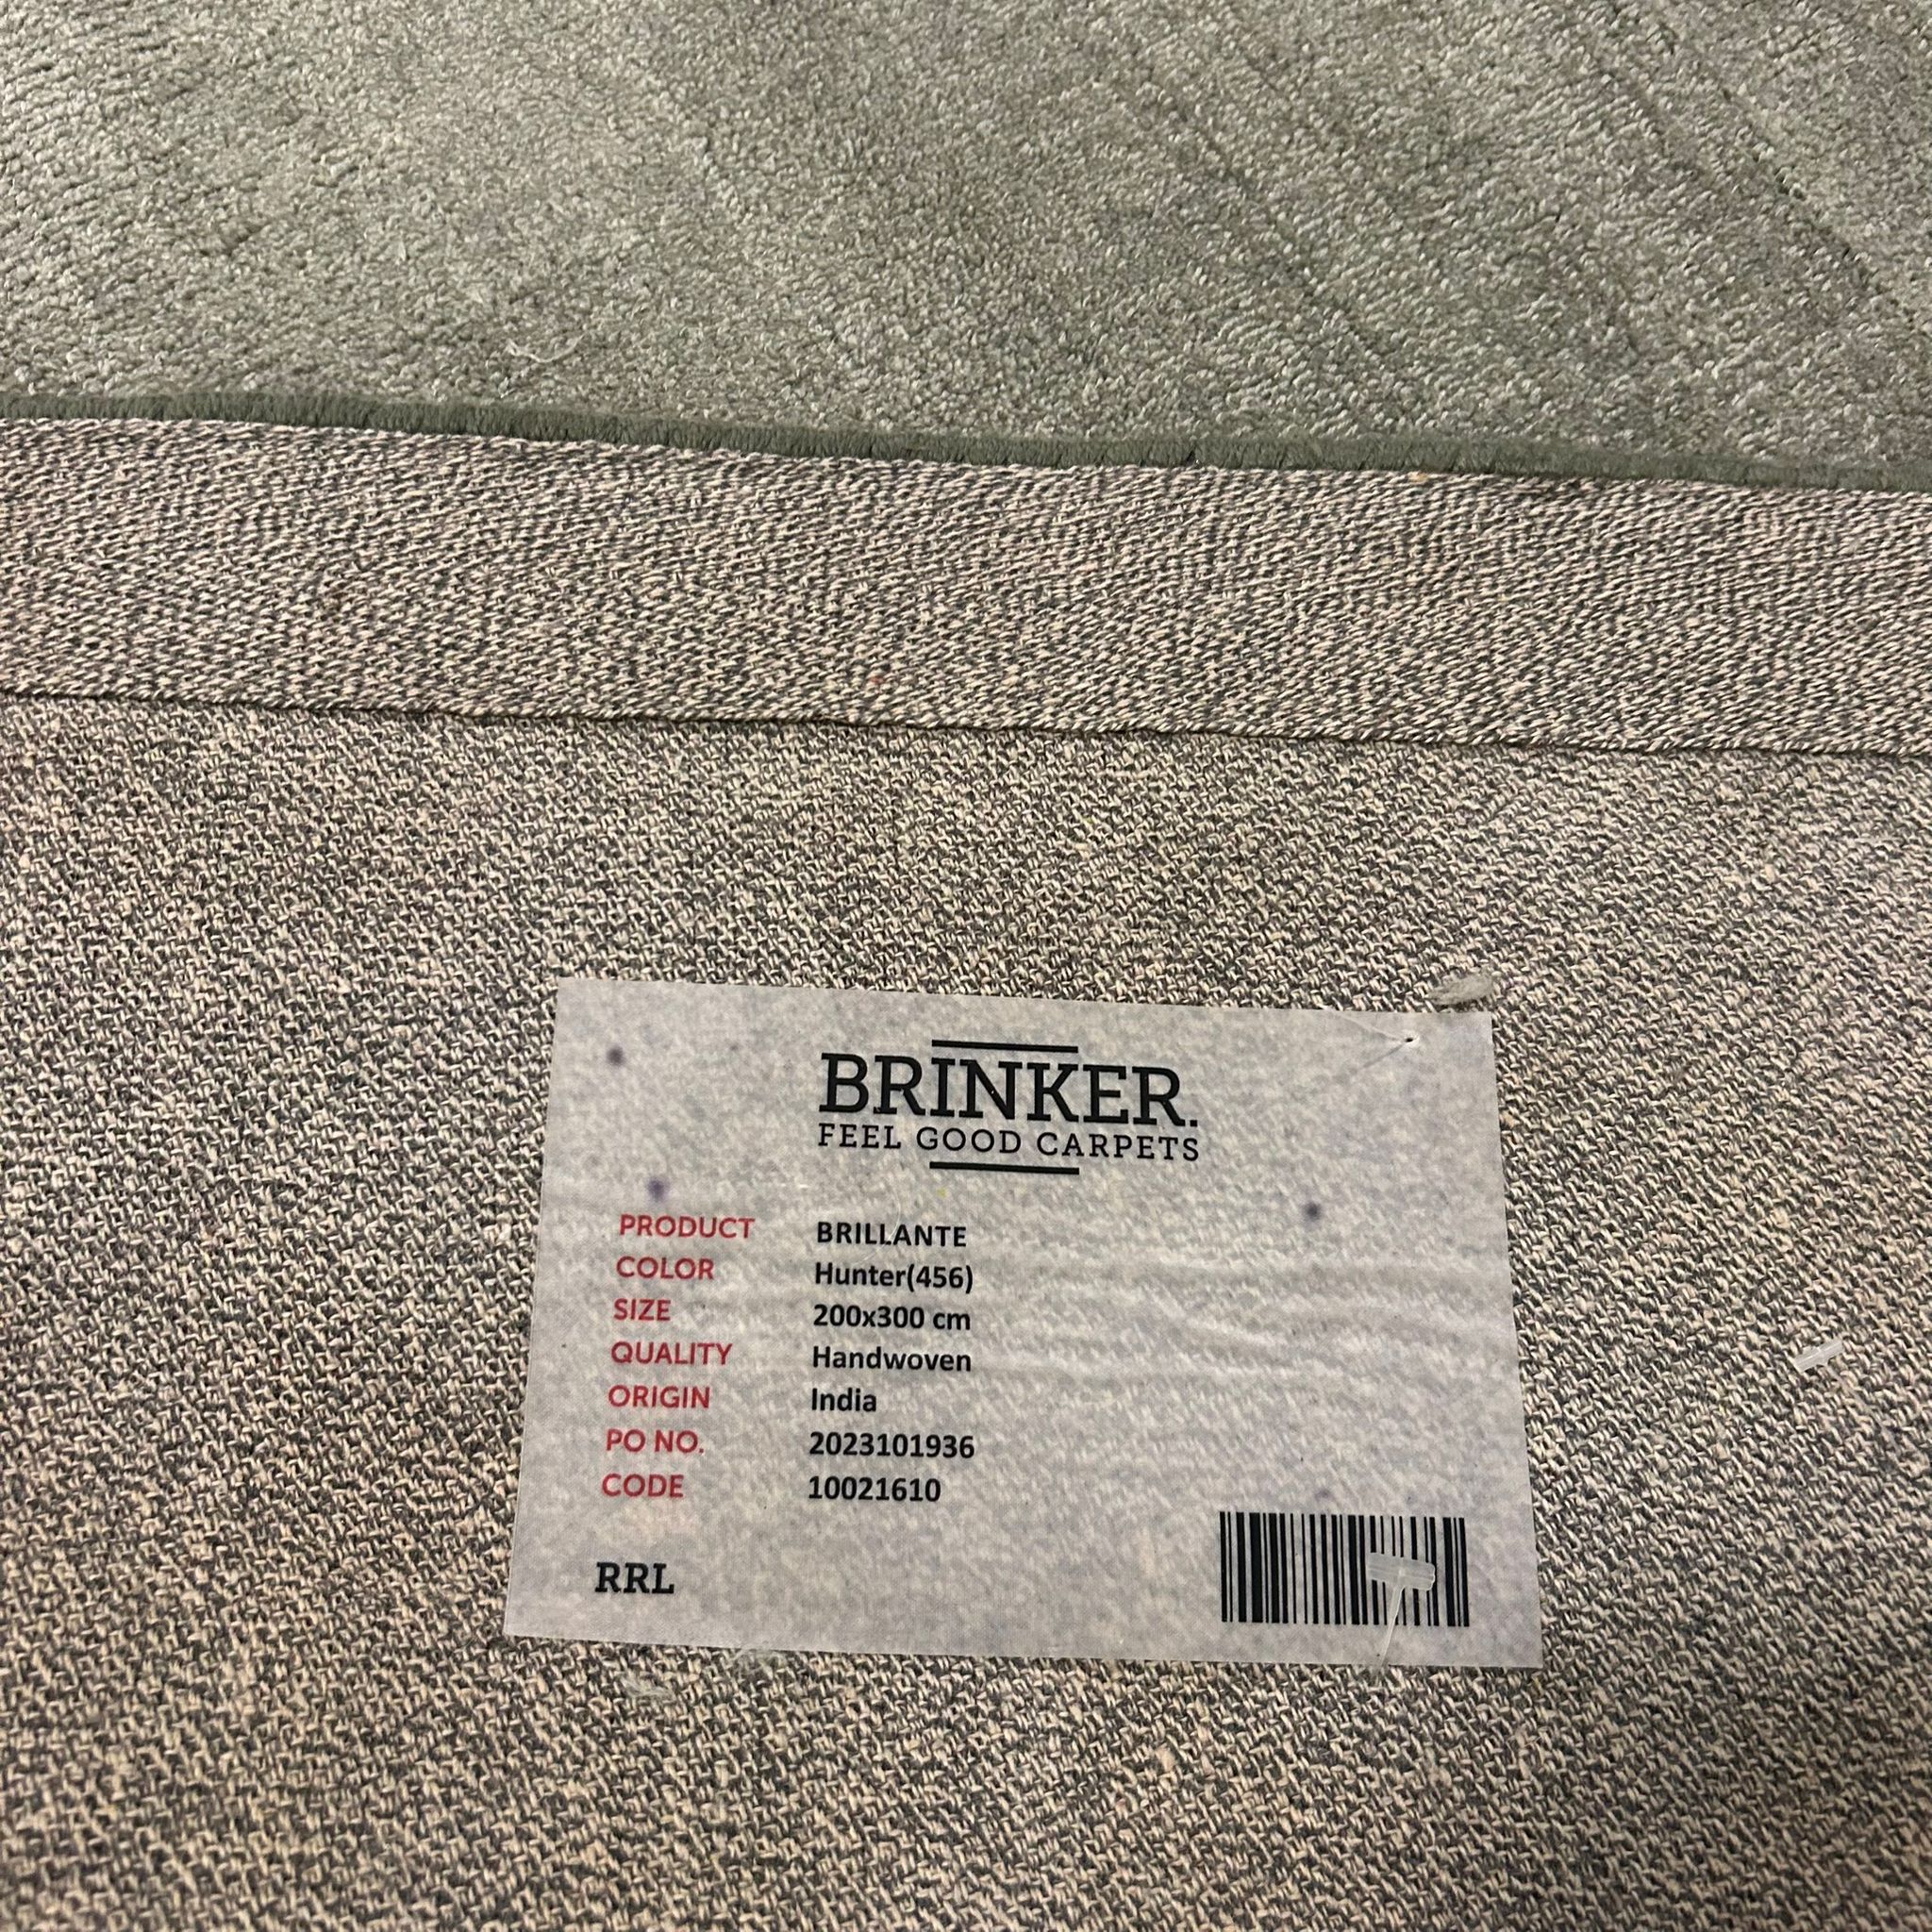 BRINKER.
FEEL GOOD CARPETS
PRODUCT BRILLANTE
COLOR Hunter(456)
SIZE 200x300 cm
QUALITY Handwoven
ORIGIN India
PO NO. 2023101936
CODE 10021610
RRL